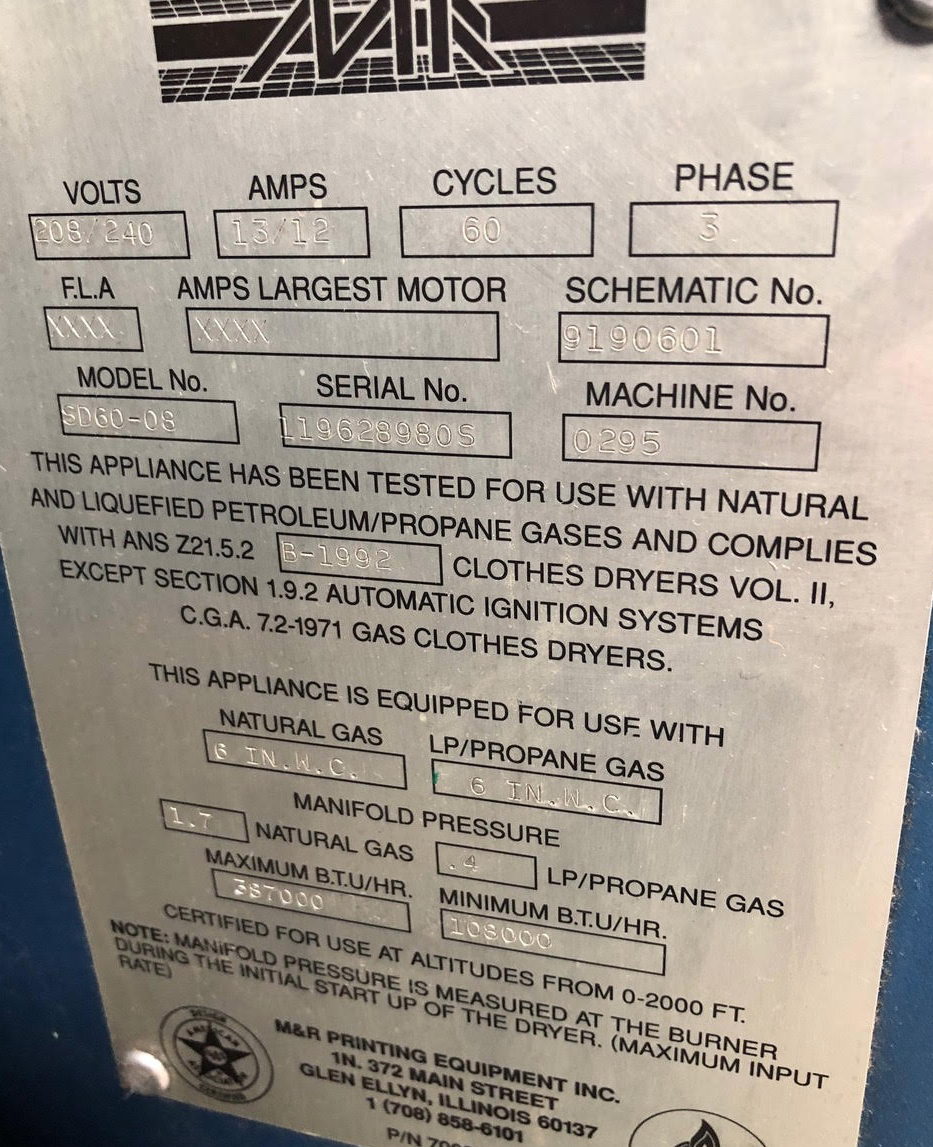 M&R
VOLTS AMPS CYCLES PHASE
208/240 13/12 60 3
F.L.A AMPS LARGEST MOTOR SCHEMATIC No.
XXXX XXXX 9190601
MODEL No. SERIAL No. MACHINE No.
SD60-08 119628980S 0295
THIS APPLIANCE HAS BEEN TESTED FOR USE WITH NATURAL
AND LIQUEFIED PETROLEUM/PROPANE GASES AND COMPLIES
WITH ANS Z21.5.2 B-1992 CLOTHES DRYERS VOL. II,
EXCEPT SECTION 1.9.2 AUTOMATIC IGNITION SYSTEMS
C.G.A. 7.2-1971 GAS CLOTHES DRYERS.
THIS APPLIANCE IS EQUIPPED FOR USE WITH
NATURAL GAS LP/PROPANE GAS
6 IN.W.C. 6 IN.W.C.
MANIFOLD PRESSURE
1.7 NATURAL GAS .4 LP/PROPANE GAS
MAXIMUM B.T.U/HR. MINIMUM B.T.U/HR.
387000 108000
CERTIFIED FOR USE AT ALTITUDES FROM 0-2000 FT.
NOTE: MANIFOLD PRESSURE IS MEASURED AT THE BURNER
DURING THE INITIAL START UP OF THE DRYER. (MAXIMUM INPUT
RATE)
DESIGN
AMERICAN
CERTIFIED
M&R PRINTING EQUIPMENT INC.
1N. 372 MAIN STREET
GLEN ELLYN, ILLINOIS 60137
1 (708) 858-6101
P/N